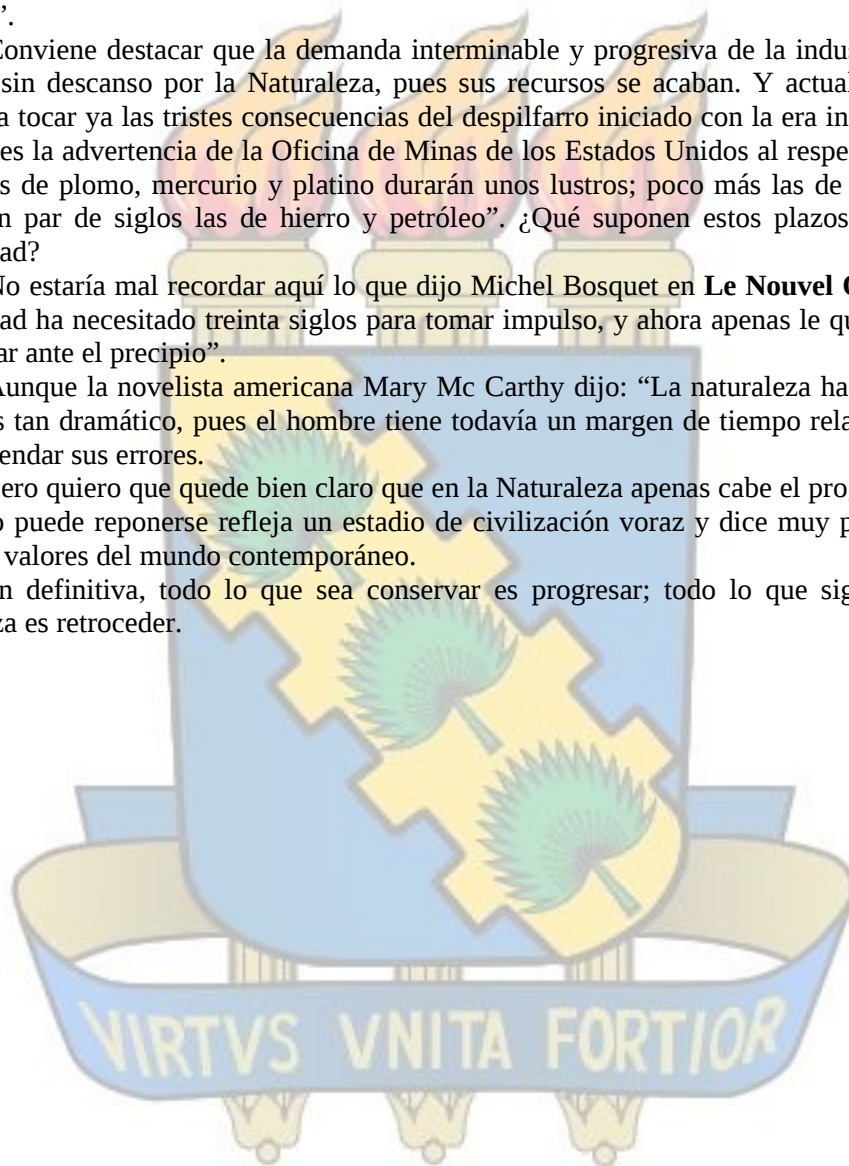 ”.
Conviene destacar que la demanda interminable y progresiva de la indus
sin descanso por la Naturaleza, pues sus recursos se acaban. Y actual
a tocar ya las tristes consecuencias del despilfarro iniciado con la era in
es la advertencia de la Oficina de Minas de los Estados Unidos al respe
s de plomo, mercurio y platino durarán unos lustros; poco más las de
n par de siglos las de hierro y petróleo”. ¿Qué suponen estos plazos
ad?
No estaría mal recordar aquí lo que dijo Michel Bosquet en Le Nouvel O
ad ha necesitado treinta siglos para tomar impulso, y ahora apenas le qu
ar ante el precipio”.
Aunque la novelista americana Mary Mc Carthy dijo: “La naturaleza ha
s tan dramático, pues el hombre tiene todavía un margen de tiempo rela
endar sus errores.
ero quiero que quede bien claro que en la Naturaleza apenas cabe el pro
o puede reponerse refleja un estadio de civilización voraz y dice muy p
valores del mundo contemporáneo.
n definitiva, todo lo que sea conservar es progresar; todo lo que sig
za es retroceder.
VIRTVS VNITA FORTIOR